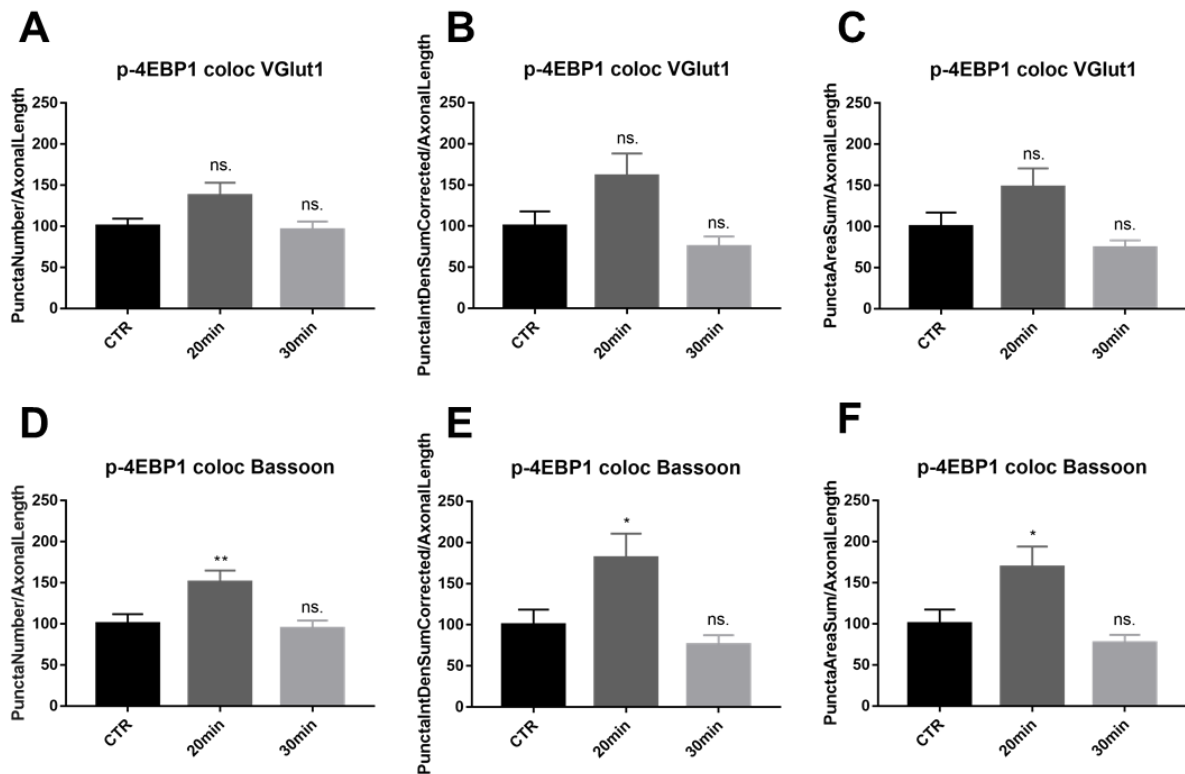 A
p-4EBP1 coloc VGlut1
PunctaNumber/AxonalLength
250
200
150
100
50
0
ns.
ns.
CTR
20min
30min
B
p-4EBP1 coloc VGlut1
PunctaIntDenSumCorrected/AxonalLength
250
200
150
100
50
0
ns.
ns.
CTR
20min
30min
C
p-4EBP1 coloc VGlut1
PunctaAreaSum/AxonalLength
250
200
150
100
50
0
ns.
ns.
CTR
20min
30min
D
p-4EBP1 coloc Bassoon
PunctaNumber/AxonalLength
250
200
150
100
50
0
**
ns.
CTR
20min
30min
E
p-4EBP1 coloc Bassoon
PunctaIntDenSumCorrected/AxonalLength
250
200
150
100
50
0
*
ns.
CTR
20min
30min
F
p-4EBP1 coloc Bassoon
PunctaAreaSum/AxonalLength
250
200
150
100
50
0
*
ns.
CTR
20min
30min